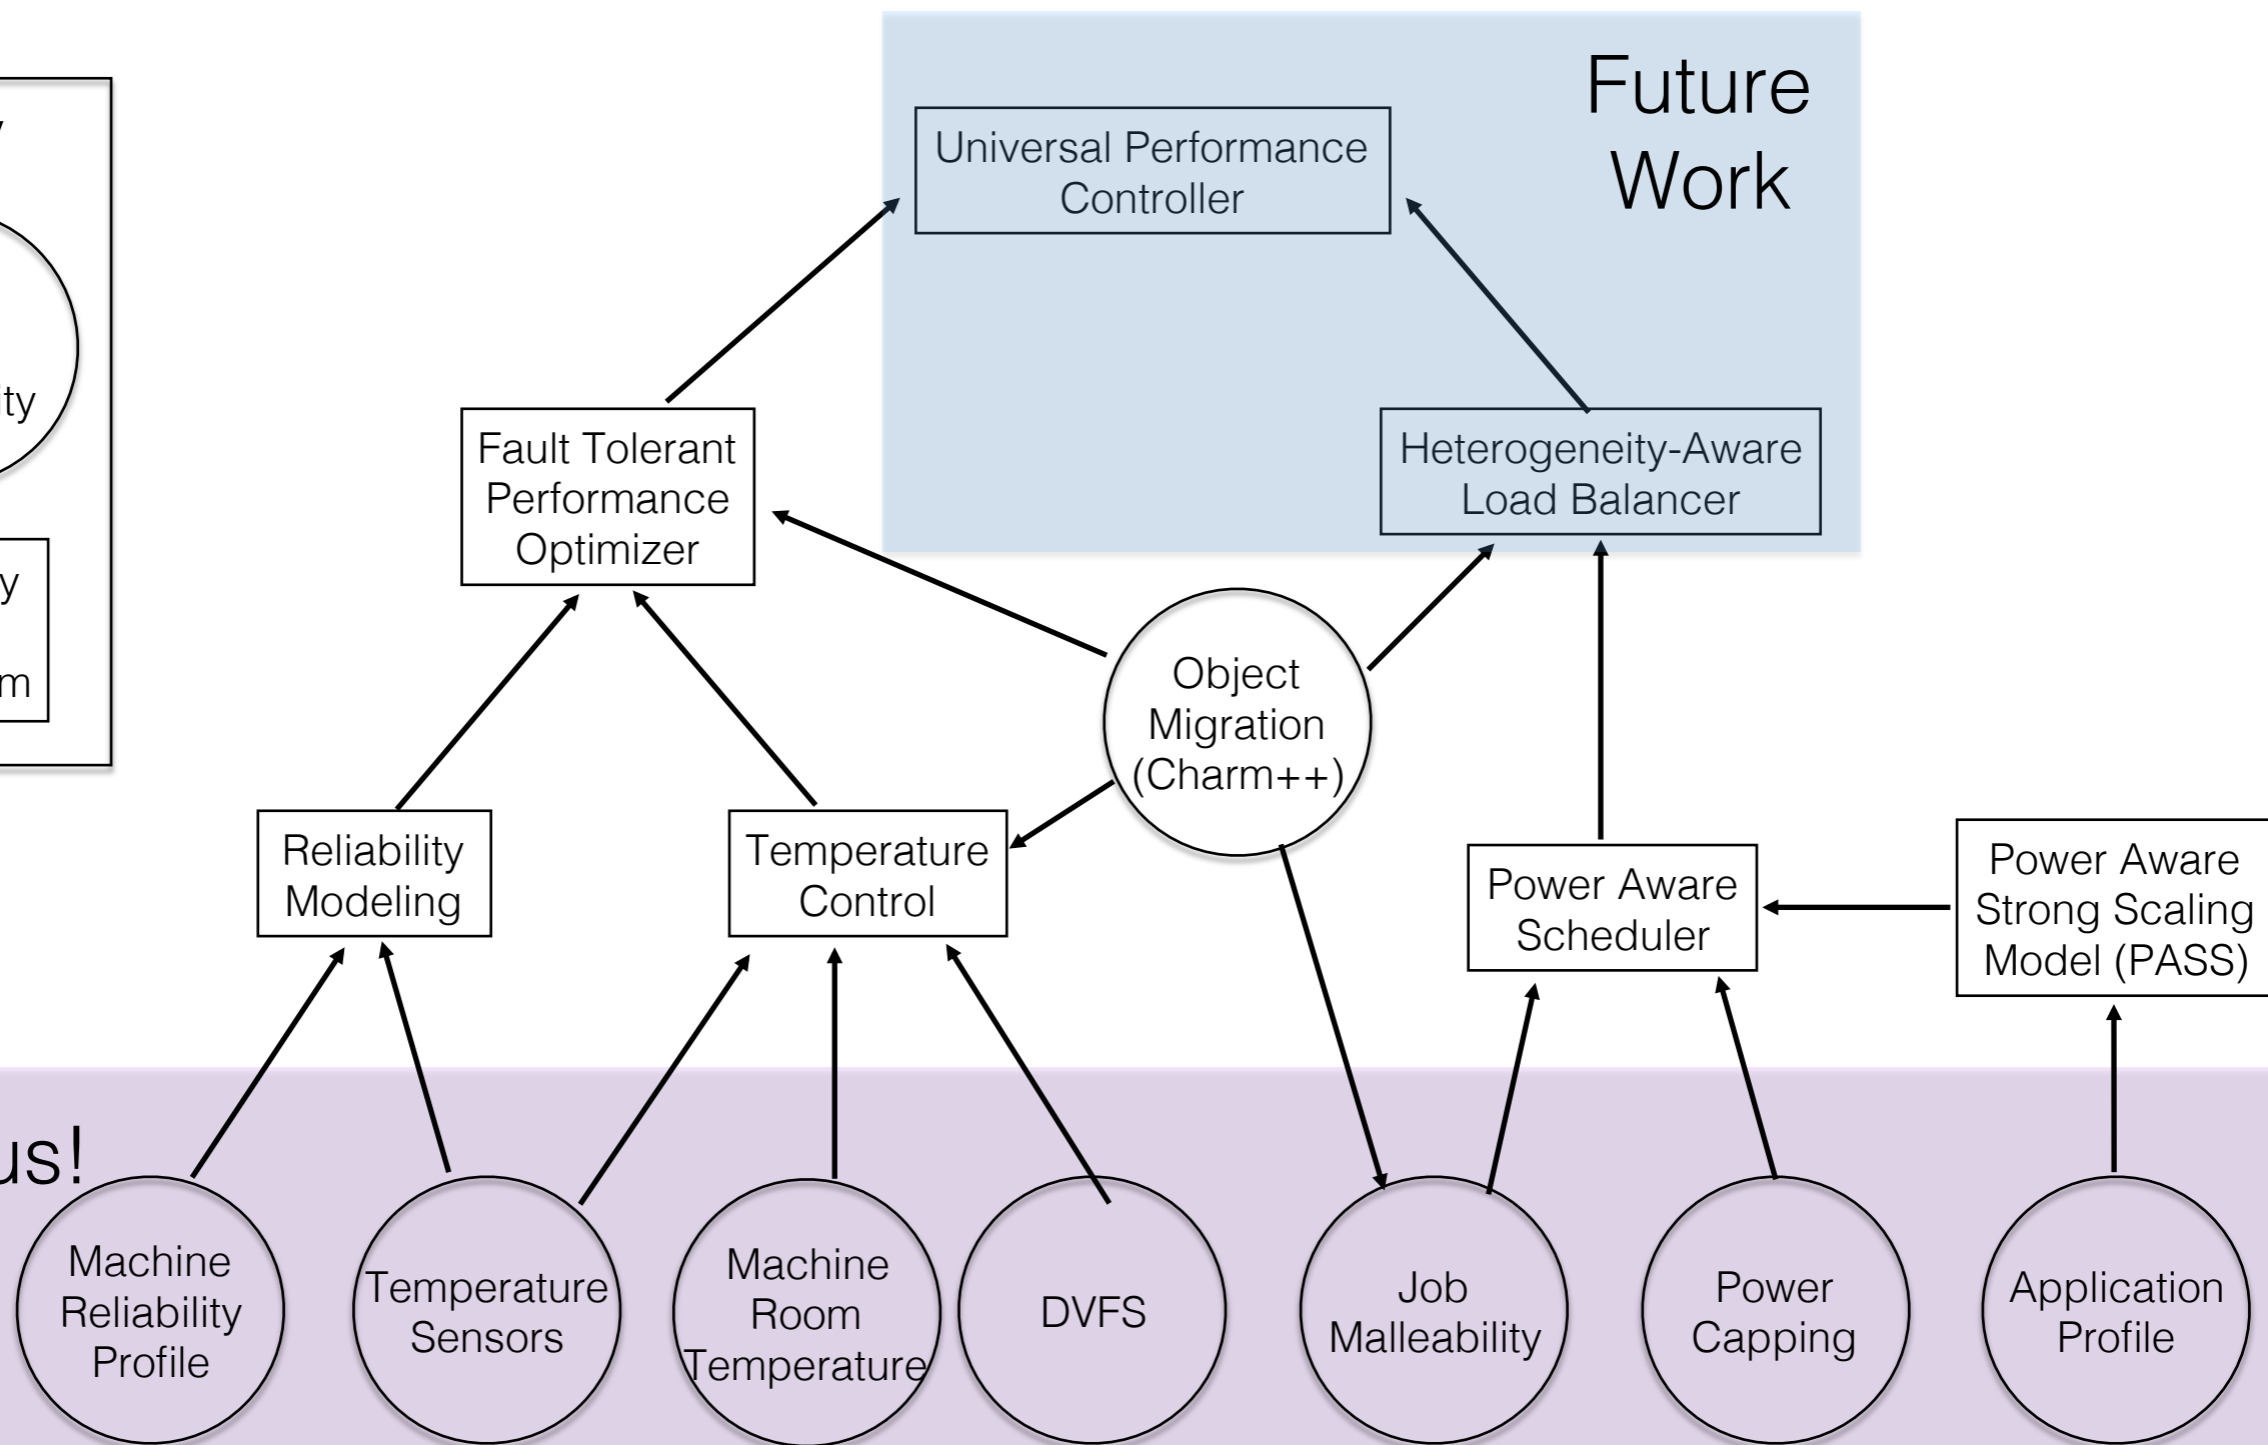 Future
Work
Universal Performance
Controller
Fault Tolerant
Performance
Optimizer
Heterogeneity-Aware
Load Balancer
Object
Migration
(Charm++)
Reliability
Modeling
Temperature
Control
Power Aware
Scheduler
Power Aware
Strong Scaling
Model (PASS)
Machine
Reliability
Profile
Temperature
Sensors
Machine
Room
Temperature
DVFS
Job
Malleability
Power
Capping
Application
Profile